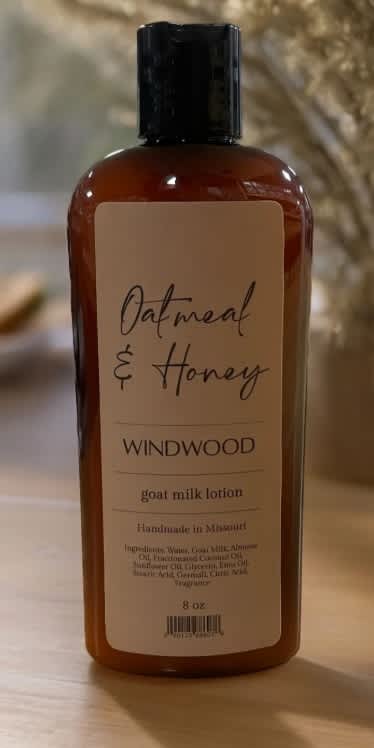 Oatmeal
& Honey
WINDWOOD
goat milk lotion
Handmade in Missouri
Ingredients: Water, Goat Milk, Almond
Oil, Fractionated Coconut Oil,
Sunflower Oil, Glycerin, Emu Oil,
Stearic Acid, Germall, Citric Acid,
Fragrance
8 oz